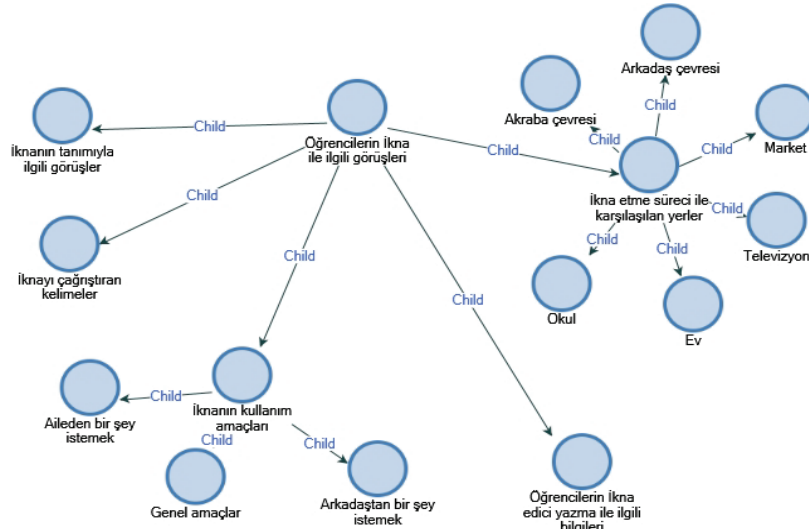 Arkadaş çevresi
Child
Akraba çevresi
Child
Market
Child
Child
İknanın tanımıyla
ilgili görüşler
Öğrencilerin İkna
ile ilgili görüşleri
Child
İkna etme süreci ile
karşılaşılan yerler
Child
Televizyon
Child
Child
Okul
Child
Ev
İknayı çağrıştıran
kelimeler
Child
Child
Child
Aileden bir şey
istemek
Child
İknanın kullanım
amaçları
Child
Child
Genel amaçlar
Arkadaştan bir şey
istemek
Öğrencilerin İkna
edici yazma ile ilgili
bilgileri